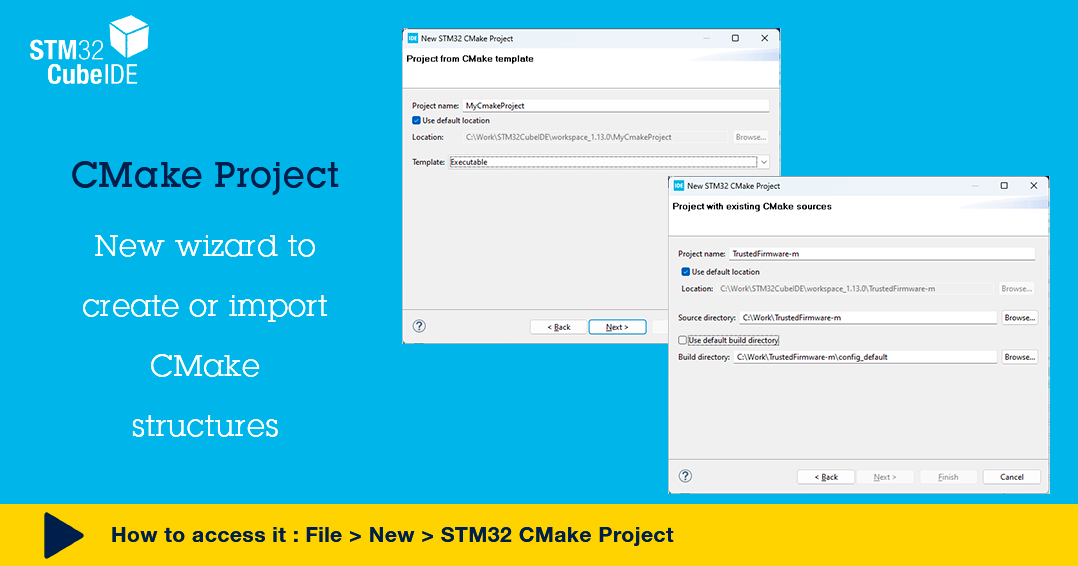 STM32
CubeIDE
CMake Project
New wizard to
create or import
CMake
structures
IDE New STM32 CMake Project
Project from CMake template
Project name: MyCmakeProject
Use default location
Location: C:\Work\STM32CubeIDE\workspace_1.13.0\MyCmakeProject Browse...
Template: Executable
? < Back Next >
IDE New STM32 CMake Project
Project with existing CMake sources
Project name: TrustedFirmware-m
Use default location
Location: C:\Work\STM32CubeIDE\workspace_1.13.0\TrustedFirmware-m Browse...
Source directory: C:\Work\TrustedFirmware-m Browse...
Use default build directory
Build directory: C:\Work\TrustedFirmware-m\config_default Browse...
? < Back Next > Finish Cancel
How to access it : File > New > STM32 CMake Project